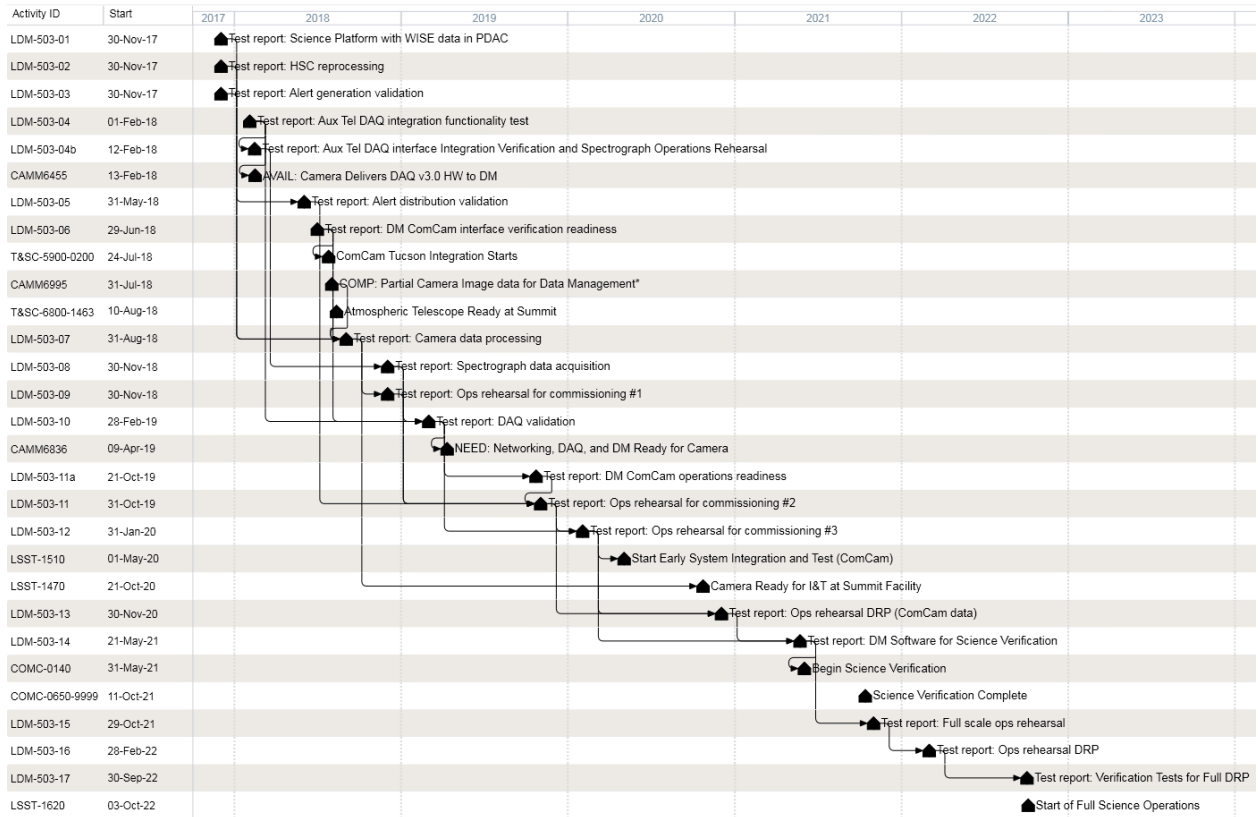 Activity ID Start 2017 2018 2019 2020 2021 2022 2023
LDM-503-01 30-Nov-17 Test report: Science Platform with WISE data in PDAC
LDM-503-02 30-Nov-17 Test report: HSC reprocessing
LDM-503-03 30-Nov-17 Test report: Alert generation validation
LDM-503-04 01-Feb-18 Test report: Aux Tel DAQ integration functionality test
LDM-503-04b 12-Feb-18 Test report: Aux Tel DAQ interface Integration Verification and Spectrograph Operations Rehearsal
CAMM6455 13-Feb-18 AVAIL: Camera Delivers DAQ v3.0 HW to DM
LDM-503-05 31-May-18 Test report: Alert distribution validation
LDM-503-06 29-Jun-18 Test report: DM ComCam interface verification readiness
T&SC-5900-0200 24-Jul-18 ComCam Tucson Integration Starts
CAMM6995 31-Jul-18 COMP: Partial Camera Image data for Data Management*
T&SC-6800-1463 10-Aug-18 Atmospheric Telescope Ready at Summit
LDM-503-07 31-Aug-18 Test report: Camera data processing
LDM-503-08 30-Nov-18 Test report: Spectrograph data acquisition
LDM-503-09 30-Nov-18 Test report: Ops rehearsal for commissioning #1
LDM-503-10 28-Feb-19 Test report: DAQ validation
CAMM6836 09-Apr-19 NEED: Networking, DAQ, and DM Ready for Camera
LDM-503-11a 21-Oct-19 Test report: DM ComCam operations readiness
LDM-503-11 31-Oct-19 Test report: Ops rehearsal for commissioning #2
LDM-503-12 31-Jan-20 Test report: Ops rehearsal for commissioning #3
LSST-1510 01-May-20 Start Early System Integration and Test (ComCam)
LSST-1470 21-Oct-20 Camera Ready for I&T at Summit Facility
LDM-503-13 30-Nov-20 Test report: Ops rehearsal DRP (ComCam data)
LDM-503-14 21-May-21 Test report: DM Software for Science Verification
COMC-0140 31-May-21 Begin Science Verification
COMC-0650-9999 11-Oct-21 Science Verification Complete
LDM-503-15 29-Oct-21 Test report: Full scale ops rehearsal
LDM-503-16 28-Feb-22 Test report: Ops rehearsal DRP
LDM-503-17 30-Sep-22 Test report: Verification Tests for Full DRP
LSST-1620 03-Oct-22 Start of Full Science Operations